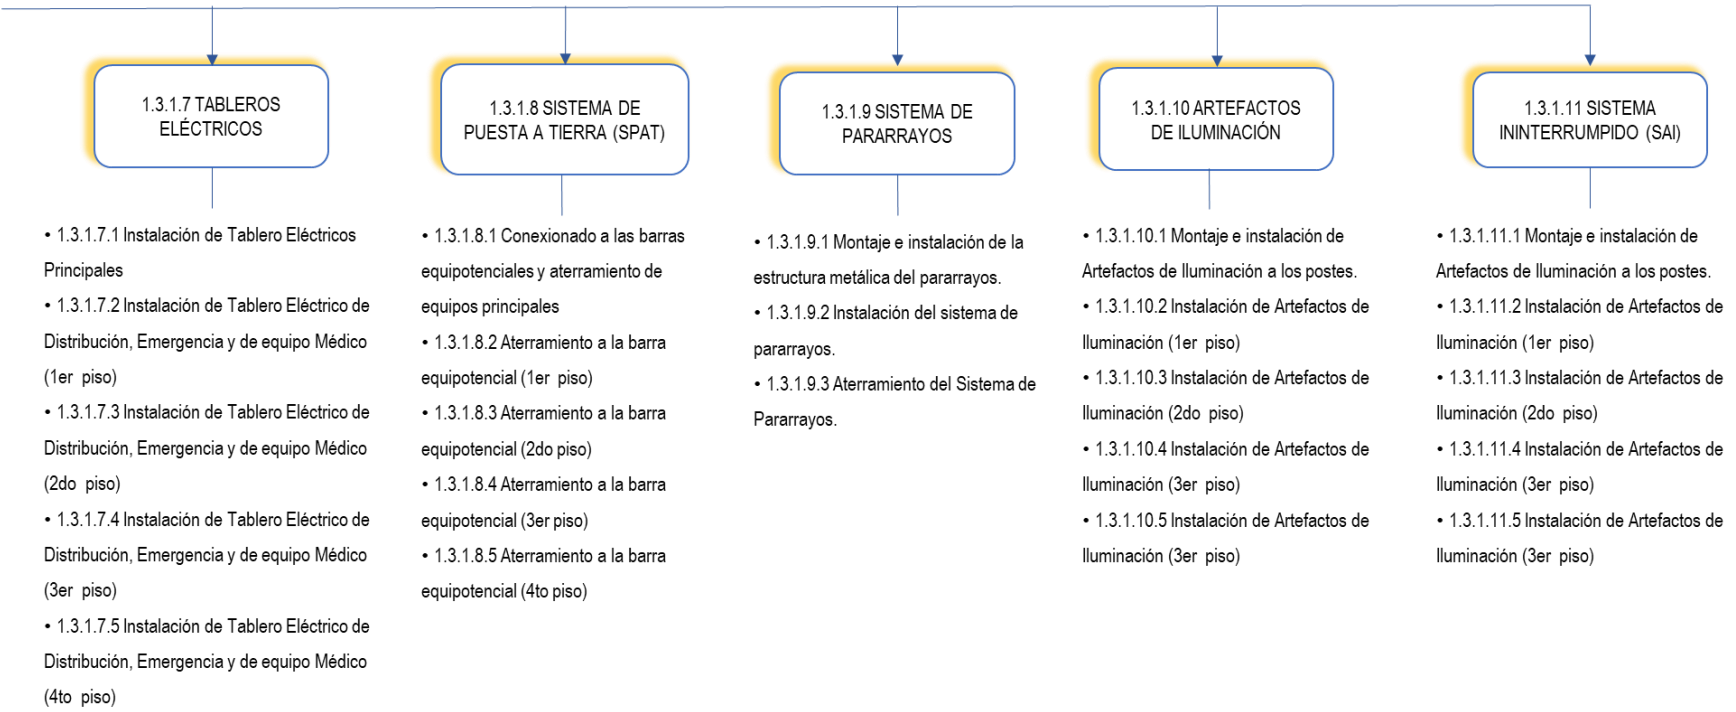 1.3.1.7 TABLEROS
ELÉCTRICOS
• 1.3.1.7.1 Instalación de Tablero Eléctricos
Principales
• 1.3.1.7.2 Instalación de Tablero Eléctrico de
Distribución, Emergencia y de equipo Médico
(1er piso)
• 1.3.1.7.3 Instalación de Tablero Eléctrico de
Distribución, Emergencia y de equipo Médico
(2do piso)
• 1.3.1.7.4 Instalación de Tablero Eléctrico de
Distribución, Emergencia y de equipo Médico
(3er piso)
• 1.3.1.7.5 Instalación de Tablero Eléctrico de
Distribución, Emergencia y de equipo Médico
(4to piso)
1.3.1.8 SISTEMA DE
PUESTA A TIERRA (SPAT)
• 1.3.1.8.1 Conexionado a las barras
equipotenciales y aterramiento de
equipos principales
• 1.3.1.8.2 Aterramiento a la barra
equipotencial (1er piso)
• 1.3.1.8.3 Aterramiento a la barra
equipotencial (2do piso)
• 1.3.1.8.4 Aterramiento a la barra
equipotencial (3er piso)
• 1.3.1.8.5 Aterramiento a la barra
equipotencial (4to piso)
1.3.1.9 SISTEMA DE
PARARRAYOS
• 1.3.1.9.1 Montaje e instalación de la
estructura metálica del pararrayos.
• 1.3.1.9.2 Instalación del sistema de
pararrayos.
• 1.3.1.9.3 Aterramiento del Sistema de
Pararrayos.
1.3.1.10 ARTEFACTOS
DE ILUMINACIÓN
• 1.3.1.10.1 Montaje e instalación de
Artefactos de Iluminación a los postes.
• 1.3.1.10.2 Instalación de Artefactos de
Iluminación (1er piso)
• 1.3.1.10.3 Instalación de Artefactos de
Iluminación (2do piso)
• 1.3.1.10.4 Instalación de Artefactos de
Iluminación (3er piso)
• 1.3.1.10.5 Instalación de Artefactos de
Iluminación (3er piso)
1.3.1.11 SISTEMA
ININTERRUMPIDO (SAI)
• 1.3.1.11.1 Montaje e instalación de
Artefactos de Iluminación a los postes.
• 1.3.1.11.2 Instalación de Artefactos de
Iluminación (1er piso)
• 1.3.1.11.3 Instalación de Artefactos de
Iluminación (2do piso)
• 1.3.1.11.4 Instalación de Artefactos de
Iluminación (3er piso)
• 1.3.1.11.5 Instalación de Artefactos de
Iluminación (3er piso)